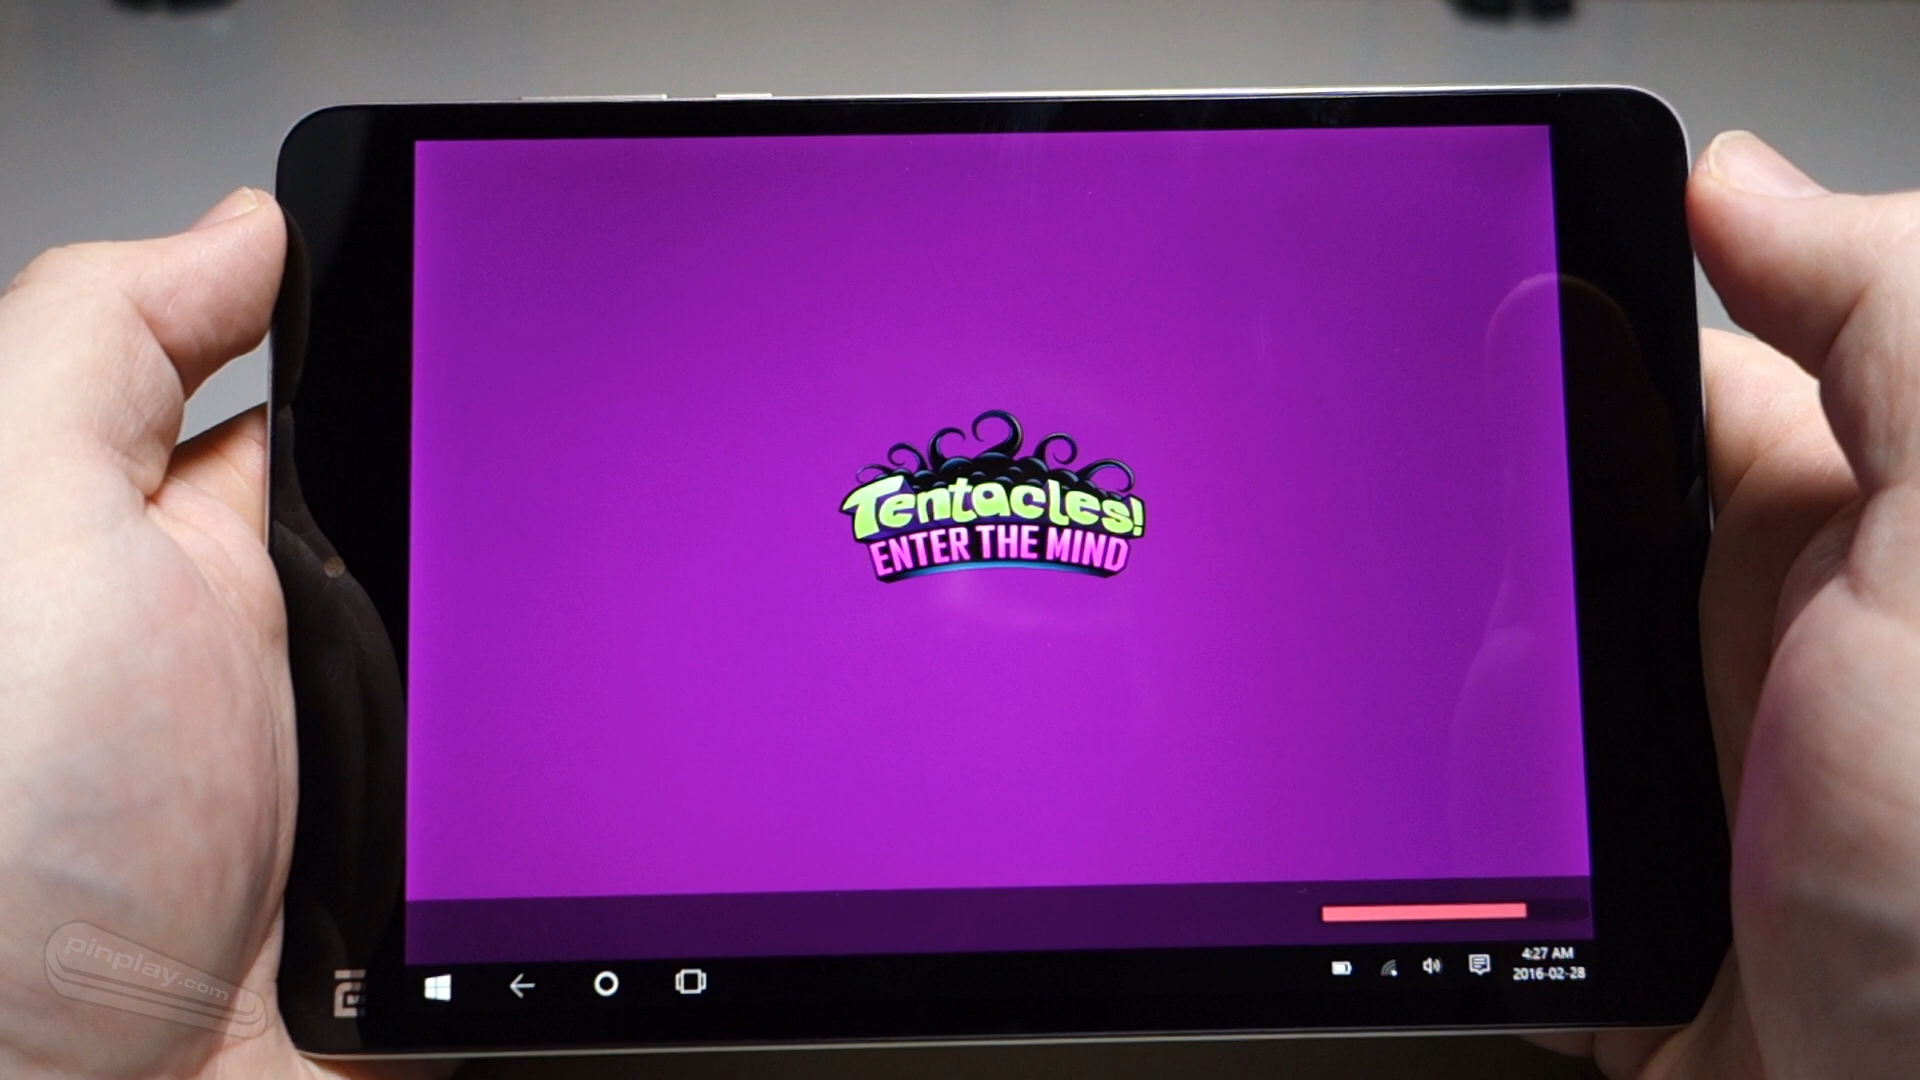 Tentacles!
ENTER THE MIND
4:27 AM
2016-02-28
pinplay.com